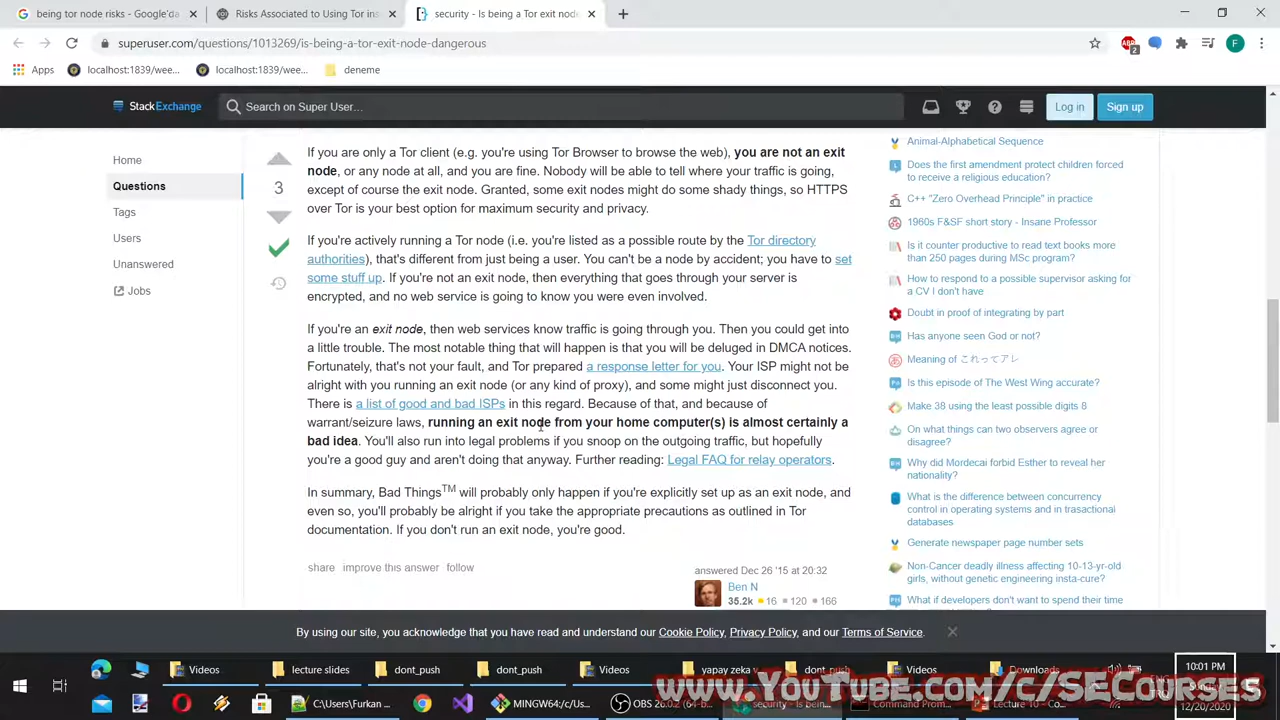 being tor node risks - Google'da
Risks Associated to Using Tor ins
security - Is being a Tor exit node
superuser.com/questions/1013269/is-being-a-tor-exit-node-dangerous
Apps
localhost:1839/wee...
localhost:1839/wee...
deneme
StackExchange
Search on Super User...
Log in
Sign up
Home
Questions
Tags
Users
Unanswered
Jobs
3
If you are only a Tor client (e.g. you're using Tor Browser to browse the web), you are not an exit
node, or any node at all, and you are fine. Nobody will be able to tell where your traffic is going,
except of course the exit node. Granted, some exit nodes might do some shady things, so HTTPS
over Tor is your best option for maximum security and privacy.
If you're actively running a Tor node (i.e. you're listed as a possible route by the Tor directory
authorities), that's different from just being a user. You can't be a node by accident; you have to set
some stuff up. If you're not an exit node, then everything that goes through your server is
encrypted, and no web service is going to know you were even involved.
If you're an exit node, then web services know traffic is going through you. Then you could get into
a little trouble. The most notable thing that will happen is that you will be deluged in DMCA notices.
Fortunately, that's not your fault, and Tor prepared a response letter for you. Your ISP might not be
alright with you running an exit node (or any kind of proxy), and some might just disconnect you.
There is a list of good and bad ISPs in this regard. Because of that, and because of
warrant/seizure laws, running an exit node from your home computer(s) is almost certainly a
bad idea. You'll also run into legal problems if you snoop on the outgoing traffic, but hopefully
you're a good guy and aren't doing that anyway. Further reading: Legal FAQ for relay operators.
In summary, Bad Things™ will probably only happen if you're explicitly set up as an exit node, and
even so, you'll probably be alright if you take the appropriate precautions as outlined in Tor
documentation. If you don't run an exit node, you're good.
share improve this answer follow
answered Dec 26 '15 at 20:32
Ben N
35.2k 16 120 166
Animal-Alphabetical Sequence
Does the first amendment protect children forced
to receive a religious education?
C++ "Zero Overhead Principle" in practice
1960s F&SF short story - Insane Professor
Is it counter productive to read text books more
than 250 pages during MSc program?
How to respond to a possible supervisor asking for
a CV I don't have
Doubt in proof of integrating by part
Has anyone seen God or not?
Meaning of これってアレ
Is this episode of The West Wing accurate?
Make 38 using the least possible digits 8
On what things can two observers agree or
disagree?
Why did Mordecai forbid Esther to reveal her
nationality?
What is the difference between concurrency
control in operating systems and in trasactional
databases
Generate newspaper page number sets
Non-Cancer deadly illness affecting 10-13-yr-old
girls, without genetic engineering insta-cure?
What if developers don't want to spend their time
By using our site, you acknowledge that you have read and understand our Cookie Policy, Privacy Policy, and our Terms of Service.
Videos
lecture slides
dont_push
dont_push
Videos
yapay zeka v
dont_push
Videos
Downloads
10:01 PM
12/20/2020
C:\Users\Furkan ...
MINGW64:/c/Us...
OBS 26.0.2 (64-b...
security - Is bein...
Command Prom...
Lecture 10 - Co...
www.YouTube.com/c/SECourses